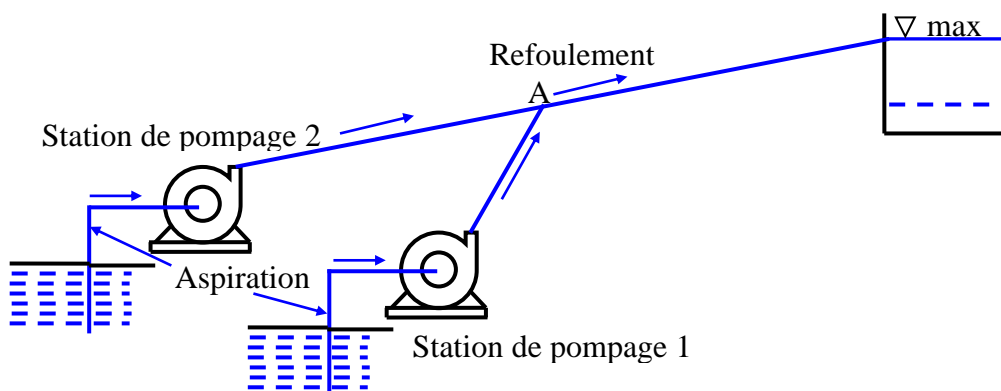 ▽ max
Refoulement
A
Station de pompage 2
Aspiration
Station de pompage 1